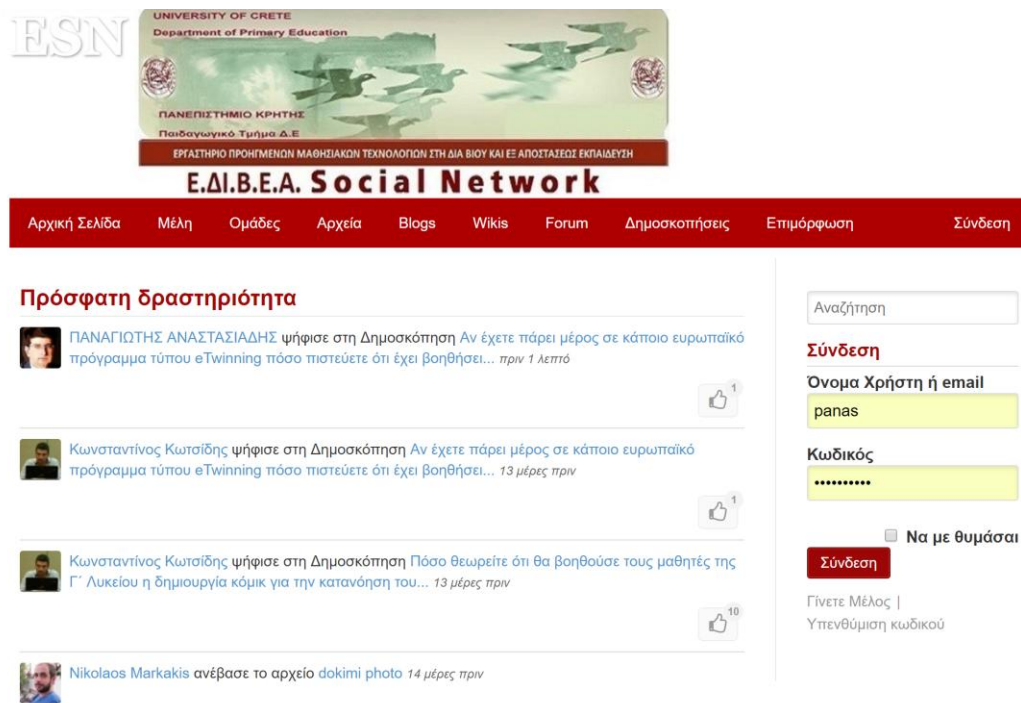 ESN
UNIVERSITY OF CRETE
Department of Primary Education
ΠΑΝΕΠΙΣΤΗΜΙΟ ΚΡΗΤΗΣ
Παιδαγωγικό Τμήμα Δ.Ε
ΕΡΓΑΣΤΗΡΙΟ ΠΡΟΗΓΜΕΝΩΝ ΜΑΘΗΣΙΑΚΩΝ ΤΕΧΝΟΛΟΓΙΩΝ ΣΤΗ ΔΙΑ ΒΙΟΥ ΚΑΙ ΕΞ ΑΠΟΣΤΑΣΕΩΣ ΕΚΠΑΙΔΕΥΣΗ
Ε.ΔΙ.Β.Ε.Α. Social Network
Αρχική Σελίδα Μέλη Ομάδες Αρχεία Blogs Wikis Forum Δημοσκοπήσεις Επιμόρφωση Σύνδεση
Πρόσφατη δραστηριότητα
ΠΑΝΑΓΙΩΤΗΣ ΑΝΑΣΤΑΣΙΑΔΗΣ ψήφισε στη Δημοσκόπηση Αν έχετε πάρει μέρος σε κάποιο ευρωπαϊκό
πρόγραμμα τύπου eTwinning πόσο πιστεύετε ότι έχει βοηθήσει... πριν 1 λεπτό
1
Κωνσταντίνος Κωτσίδης ψήφισε στη Δημοσκόπηση Αν έχετε πάρει μέρος σε κάποιο ευρωπαϊκό
πρόγραμμα τύπου eTwinning πόσο πιστεύετε ότι έχει βοηθήσει... 13 μέρες πριν
1
Κωνσταντίνος Κωτσίδης ψήφισε στη Δημοσκόπηση Πόσο θεωρείτε ότι θα βοηθούσε τους μαθητές της
Γ΄ Λυκείου η δημιουργία κόμικ για την κατανόηση του... 13 μέρες πριν
10
Nikolaos Markakis ανέβασε το αρχείο dokimi photo 14 μέρες πριν
Αναζήτηση
Σύνδεση
Όνομα Χρήστη ή email
panas
Κωδικός
••••••••••
Να με θυμάσαι
Σύνδεση
Γίνετε Μέλος |
Υπενθύμιση κωδικού